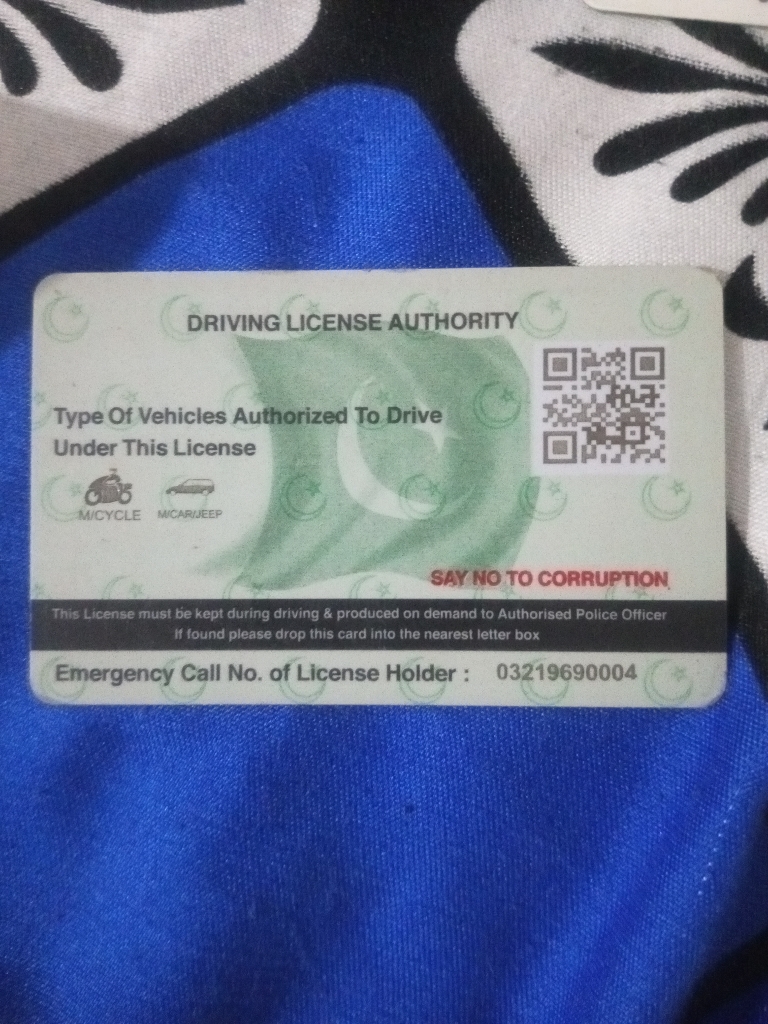 DRIVING LICENSE AUTHORITY
Type Of Vehicles Authorized To Drive
Under This License
M/CYCLE M/CAR/JEEP
SAY NO TO CORRUPTION
This License must be kept during driving & produced on demand to Authorised Police Officer
If found please drop this card into the nearest letter box
Emergency Call No. of License Holder : 03219690004